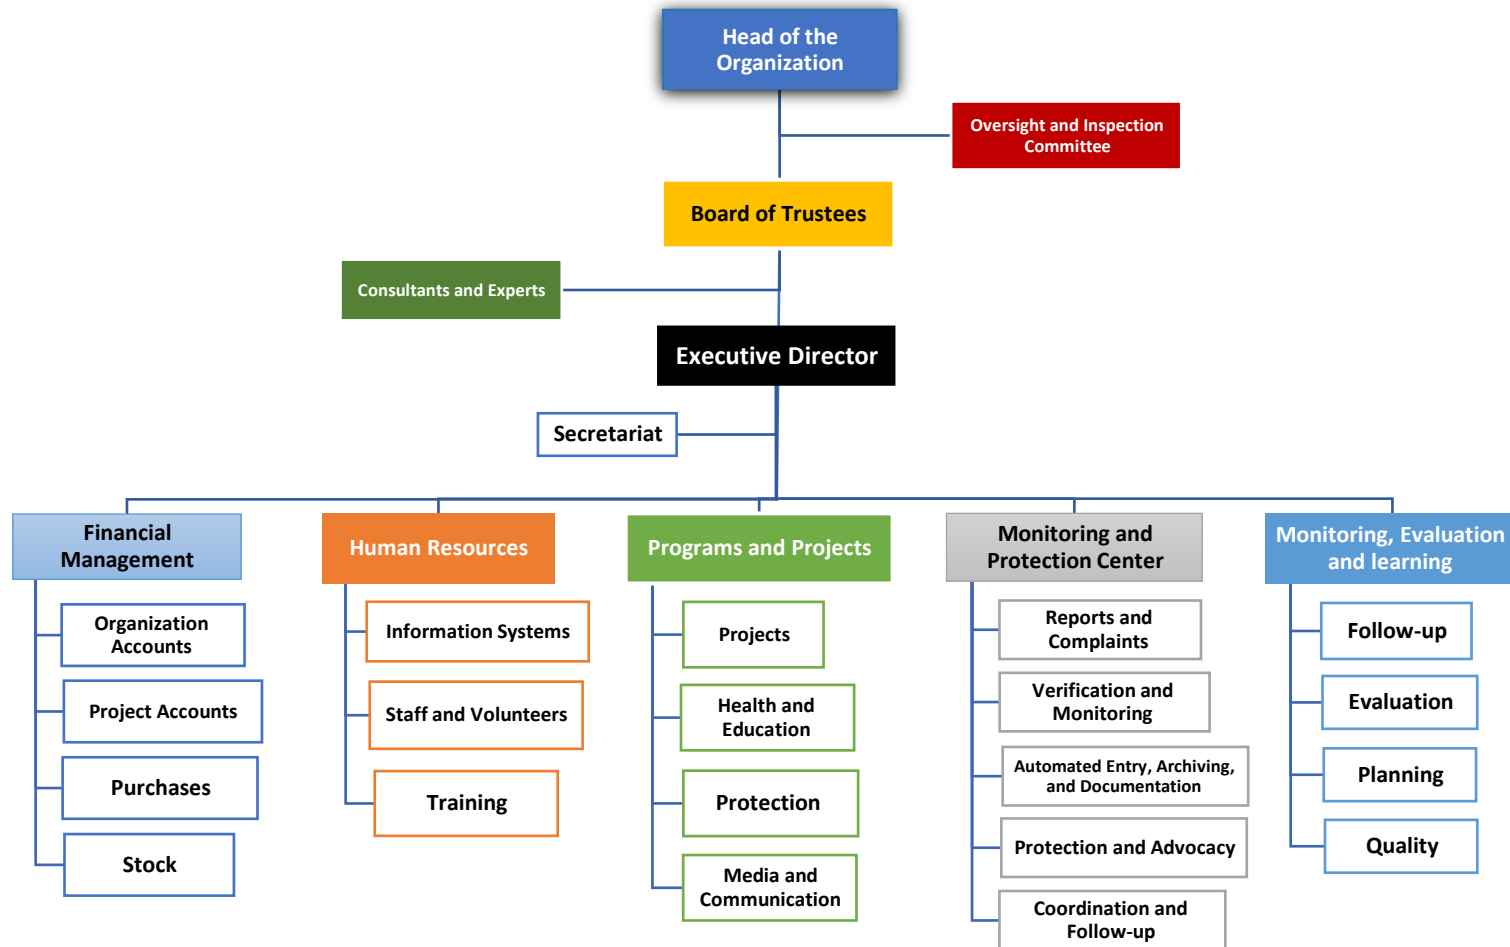 Head of the
Organization
Oversight and Inspection
Committee
Board of Trustees
Consultants and Experts
Executive Director
Secretariat
Financial
Management
Human Resources
Programs and Projects
Monitoring and
Protection Center
Monitoring, Evaluation
and learning
Organization
Accounts
Project Accounts
Purchases
Stock
Information Systems
Staff and Volunteers
Training
Projects
Health and
Education
Protection
Media and
Communication
Reports and
Complaints
Verification and
Monitoring
Automated Entry, Archiving,
and Documentation
Protection and Advocacy
Coordination and
Follow-up
Follow-up
Evaluation
Planning
Quality